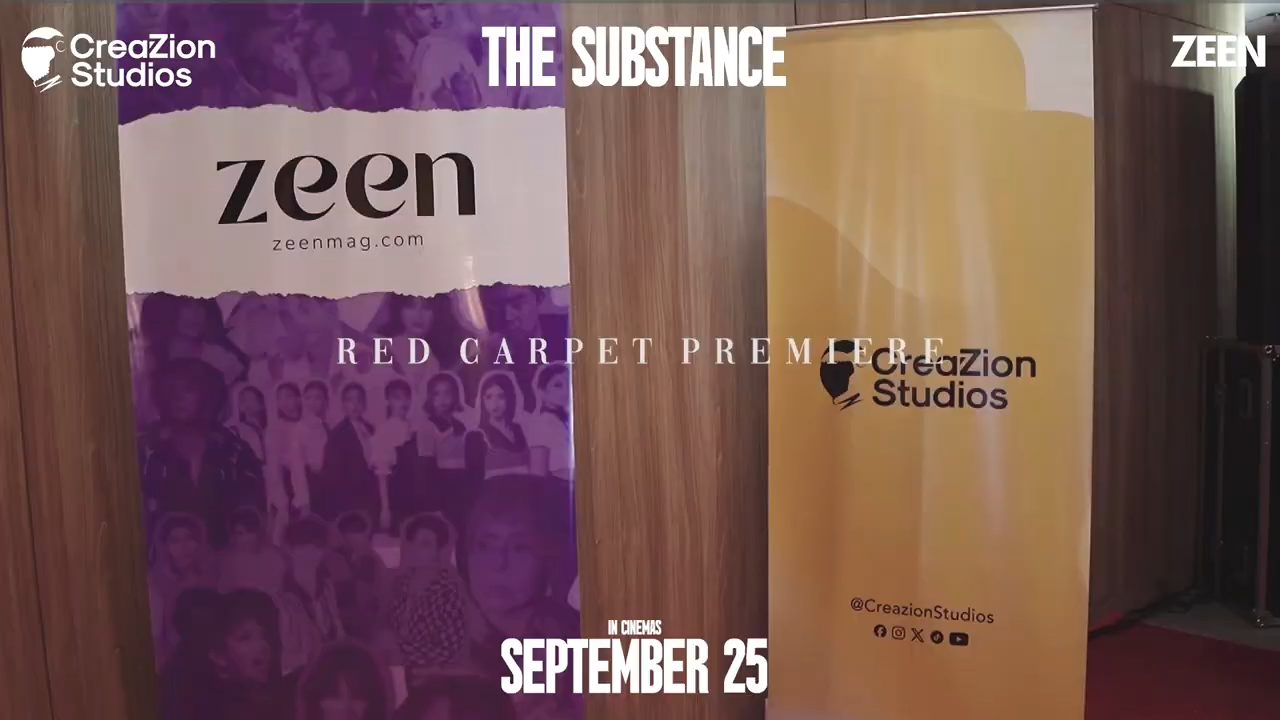 CreaZion
Studios
THE SUBSTANCE
ZEEN
zeen
zeenmag.com
RED CARPET PREMIERE
CreaZion
Studios
@CreazionStudios
IN CINEMAS
SEPTEMBER 25